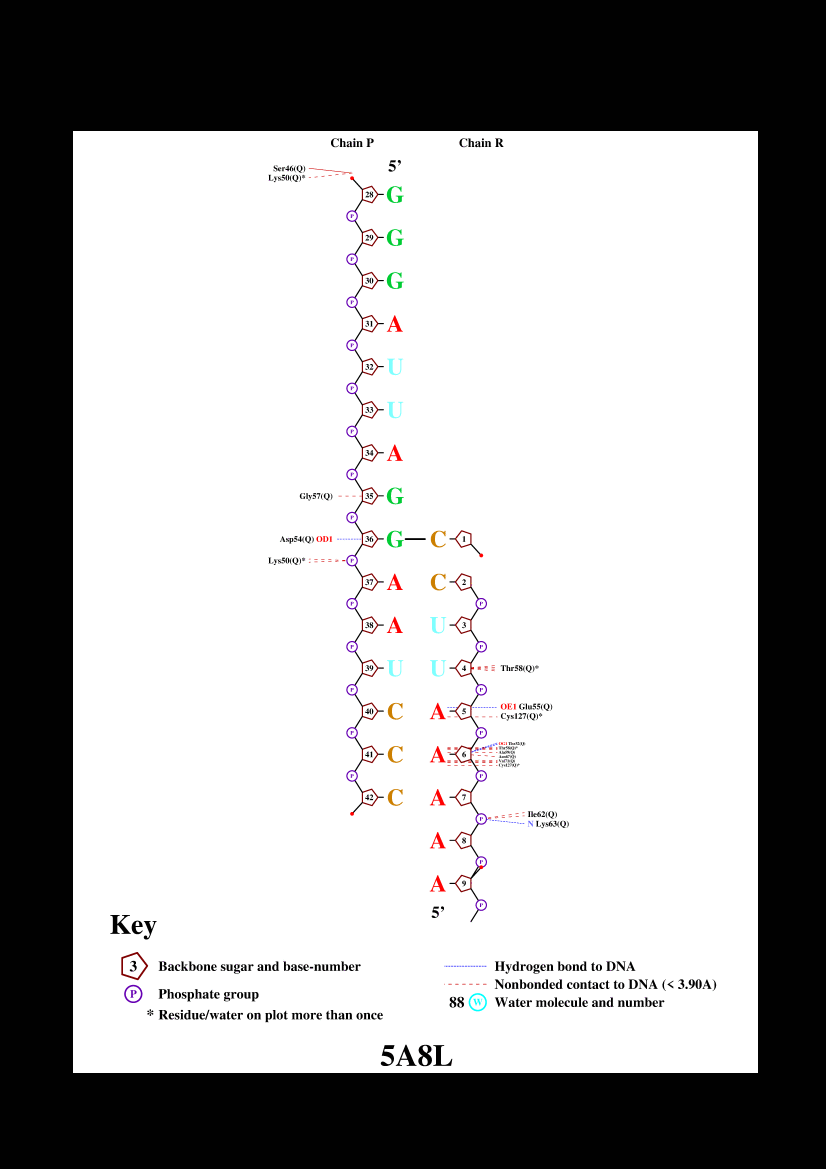 Chain P Chain R
5’
Ser46(Q)
Lys50(Q)*
28 G
P
29 G
P
30 G
P
31 A
P
32 U
P
33 U
P
34 A
P
Gly57(Q) 35 G
P
Asp54(Q) OD1 36 G C 1
Lys50(Q)* P
37 A C 2
P P
38 A U 3
P P
39 U U 4 Thr58(Q)*
P P
40 C A 5 OE1 Glu55(Q)
Cys127(Q)*
P P
41 C A 6
Cys127(Q)*
P P
42 C A 7
P Ile62(Q)
N Lys63(Q)
A 8
P
A 9
P
5’
Key
3 Backbone sugar and base-number
P Phosphate group
* Residue/water on plot more than once
Hydrogen bond to DNA
Nonbonded contact to DNA (< 3.90A)
88 W Water molecule and number
5A8L